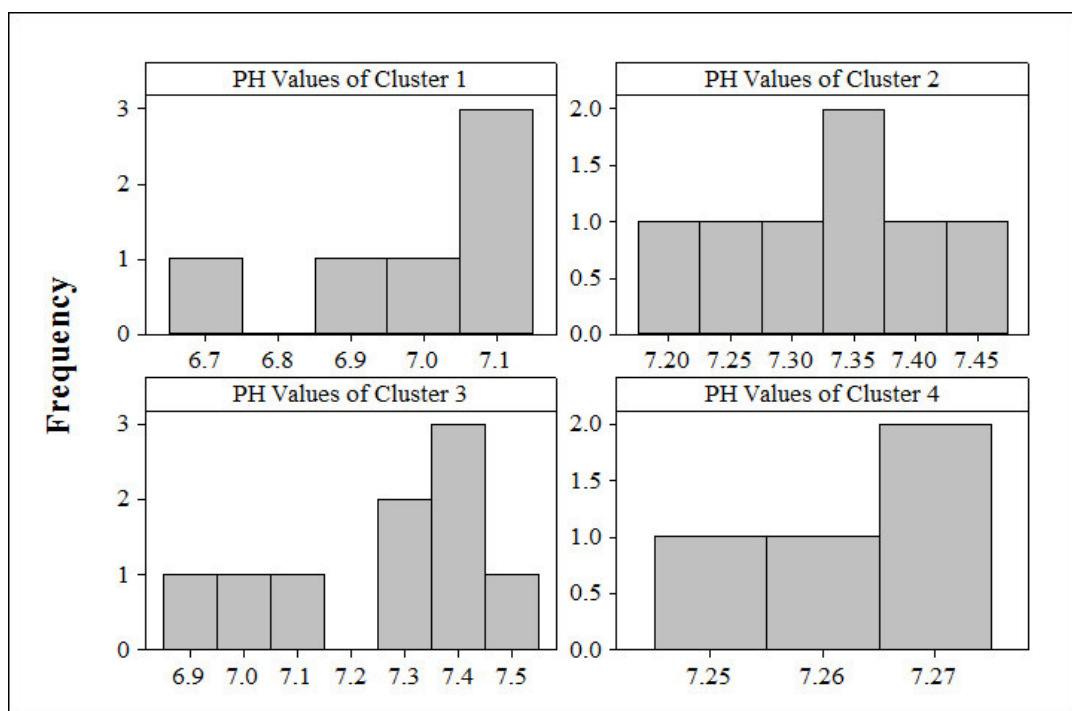 PH Values of Cluster 1
3
2
1
0
6.7 6.8 6.9 7.0 7.1
PH Values of Cluster 2
2.0
1.5
1.0
0.5
0.0
7.20 7.25 7.30 7.35 7.40 7.45
Frequency
PH Values of Cluster 3
3
2
1
0
6.9 7.0 7.1 7.2 7.3 7.4 7.5
PH Values of Cluster 4
2.0
1.5
1.0
0.5
0.0
7.25 7.26 7.27